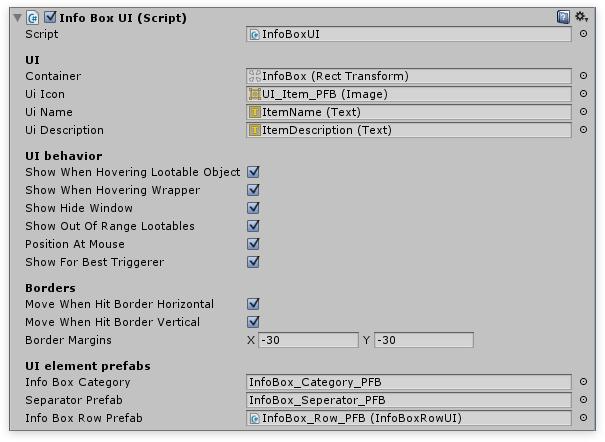 Info Box UI (Script)
Script InfoBoxUI
UI
Container InfoBox (Rect Transform)
Ui Icon UI_Item_PFB (Image)
Ui Name ItemName (Text)
Ui Description ItemDescription (Text)
UI behavior
Show When Hovering Lootable Object
Show When Hovering Wrapper
Show Hide Window
Show Out Of Range Lootables
Position At Mouse
Show For Best Triggerer
Borders
Move When Hit Border Horizontal
Move When Hit Border Vertical
Border Margins X -30 Y -30
UI element prefabs
Info Box Category InfoBox_Category_PFB
Separator Prefab InfoBox_Seperator_PFB
Info Box Row Prefab InfoBox_Row_PFB (InfoBoxRowUI)